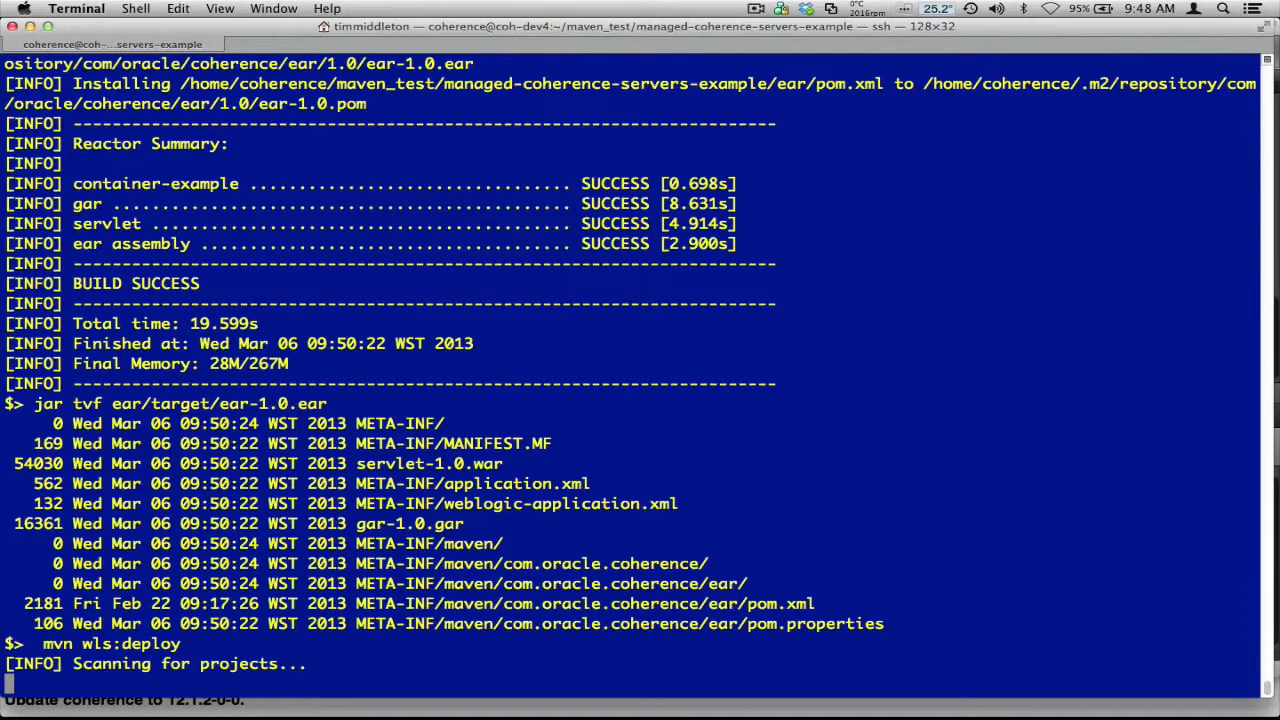 Terminal Shell Edit View Window Help 0°C 2016rpm 25.2° 95% 9:48 AM
timmiddleton — coherence@coh-dev4:~/maven_test/managed-coherence-servers-example — ssh — 128×32
coherence@coh-...servers-example
ository/com/oracle/coherence/ear/1.0/ear-1.0.ear
[INFO] Installing /home/coherence/maven_test/managed-coherence-servers-example/ear/pom.xml to /home/coherence/.m2/repository/com
/oracle/coherence/ear/1.0/ear-1.0.pom
[INFO] ------------------------------------------------------------------------
[INFO] Reactor Summary:
[INFO]
[INFO] container-example ................................. SUCCESS [0.698s]
[INFO] gar ............................................... SUCCESS [8.631s]
[INFO] servlet ........................................... SUCCESS [4.914s]
[INFO] ear assembly ...................................... SUCCESS [2.900s]
[INFO] ------------------------------------------------------------------------
[INFO] BUILD SUCCESS
[INFO] ------------------------------------------------------------------------
[INFO] Total time: 19.599s
[INFO] Finished at: Wed Mar 06 09:50:22 WST 2013
[INFO] Final Memory: 28M/267M
[INFO] ------------------------------------------------------------------------
$> jar tvf ear/target/ear-1.0.ear
0 Wed Mar 06 09:50:24 WST 2013 META-INF/
169 Wed Mar 06 09:50:22 WST 2013 META-INF/MANIFEST.MF
54030 Wed Mar 06 09:50:22 WST 2013 servlet-1.0.war
562 Wed Mar 06 09:50:22 WST 2013 META-INF/application.xml
132 Wed Mar 06 09:50:22 WST 2013 META-INF/weblogic-application.xml
16361 Wed Mar 06 09:50:22 WST 2013 gar-1.0.gar
0 Wed Mar 06 09:50:24 WST 2013 META-INF/maven/
0 Wed Mar 06 09:50:24 WST 2013 META-INF/maven/com.oracle.coherence/
0 Wed Mar 06 09:50:24 WST 2013 META-INF/maven/com.oracle.coherence/ear/
2181 Fri Feb 22 09:17:26 WST 2013 META-INF/maven/com.oracle.coherence/ear/pom.xml
106 Wed Mar 06 09:50:22 WST 2013 META-INF/maven/com.oracle.coherence/ear/pom.properties
$> mvn wls:deploy
[INFO] Scanning for projects...
Update coherence to 12.1.2-0-0.